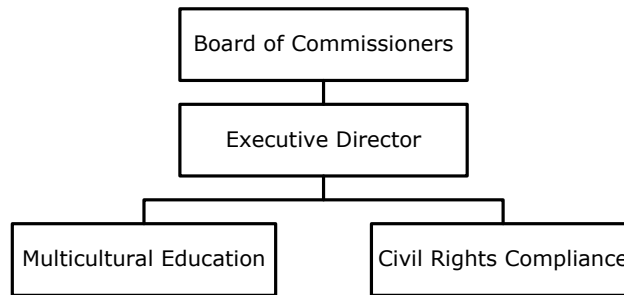 Board of Commissioners
Executive Director
Multicultural Education
Civil Rights Compliance